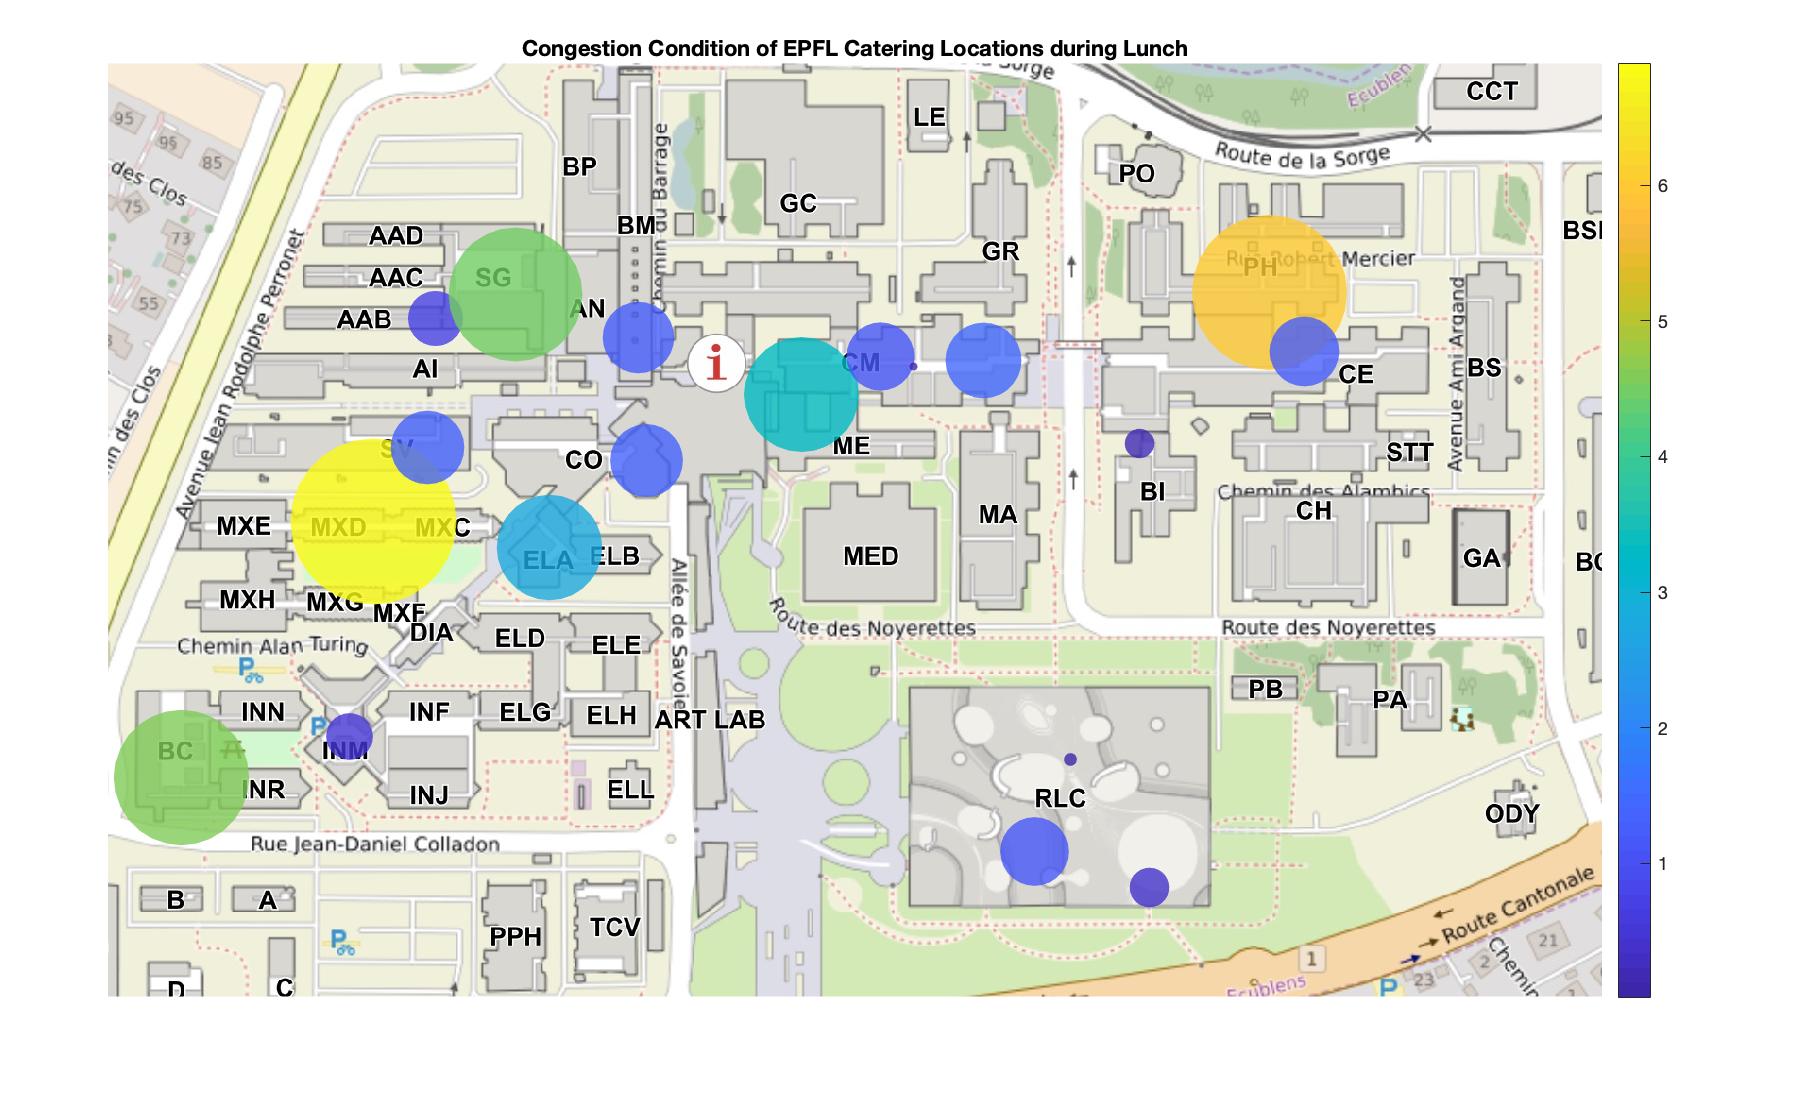 Congestion Condition of EPFL Catering Locations during Lunch
la Sorge
CCT
Ecublen
95
LE
96
85
BP
PO
Route de la Sorge
des Clos
GC
75
Chemin du Barrage
BM
AAD
73
GR
BSI
SG
AAC
PH
Rue Robert Mercier
55
AN
AAB
Avenue Jean Rodolphe Perronet
i
CM
AI
CE
BS
Avenue Ami Argand
in des Clos
SV
CO
ME
STT
BI
Chemin des Alambics
MXE
MXD
MXC
MA
CH
ELA
ELB
MED
GA
MXH
MXG
MXF
Allée de Savoie
Route des Noyerettes
Route des Noyerettes
DIA
ELD
ELE
Chemin Alan Turing
P
PB
PA
INN
INF
ELG
ELH
ART LAB
P
BC
INM
INR
INJ
ELL
RLC
ODY
Rue Jean-Daniel Colladon
B
A
PPH
TCV
Route Cantonale
P
1
21
2
23
Chemin
D
C
Ecublens
P
6
5
4
3
2
1